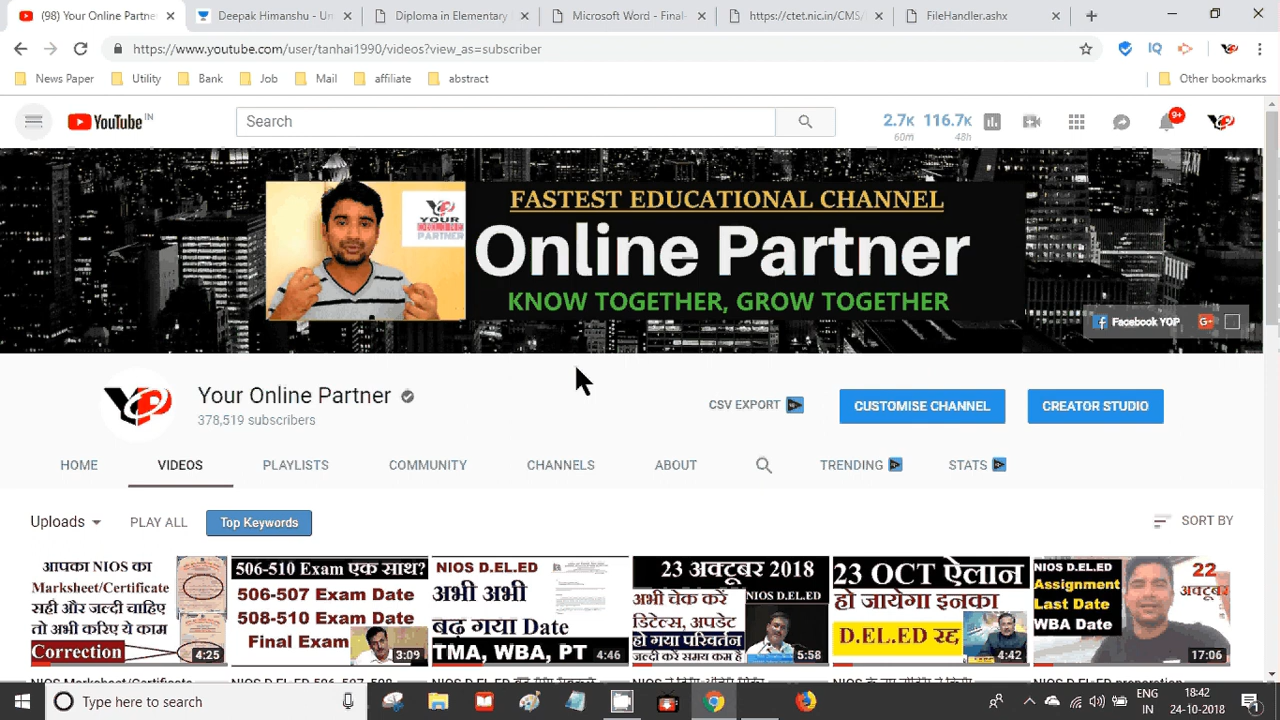 (98) Your Online Partne
Deepak Himanshu - Un
Diploma in Elementary
Microsoft Word - Final-
https://ctet.nic.in/CMS/
FileHandler.ashx
https://www.youtube.com/user/tanhai1990/videos?view_as=subscriber
IQ
News Paper
Utility
Bank
Job
Mail
affiliate
abstract
Other bookmarks
YouTube IN
Search
2.7K 116.7K
60m 48h
9+
FASTEST EDUCATIONAL CHANNEL
YOUR ONLINE PARTNER
Online Partner
KNOW TOGETHER, GROW TOGETHER
Facebook YOP
G+
Your Online Partner
378,519 subscribers
CSV EXPORT
CUSTOMISE CHANNEL
CREATOR STUDIO
HOME
VIDEOS
PLAYLISTS
COMMUNITY
CHANNELS
ABOUT
TRENDING
STATS
Uploads
PLAY ALL
Top Keywords
SORT BY
आपका NIOS का
Marksheet/Certificate
सही और जल्दी चाहिए
तो अभी करिए ये काम
Correction
4:25
506-510 Exam एक साथ?
506-507 Exam Date
508-510 Exam Date
Final Exam
3:09
NIOS D.EL.ED
अभी अभी
बढ़ गया Date
TMA, WBA, PT
4:46
23 अक्टूबर 2018
अभी चेक करें
NIOS D.EL.ED
डिटेल्स, अपडेट
हो गया परिवर्तन
जल्दी करें समय कम है
5:58
23 OCT ऐलान
हो जायेगा इनका
D.EL.ED रद्द
4:42
NIOS D.EL.ED
Assignment
Last Date
WBA Date
22
अक्टूबर
17:06
Type here to search
ENG
IN
18:42
24-10-2018
1